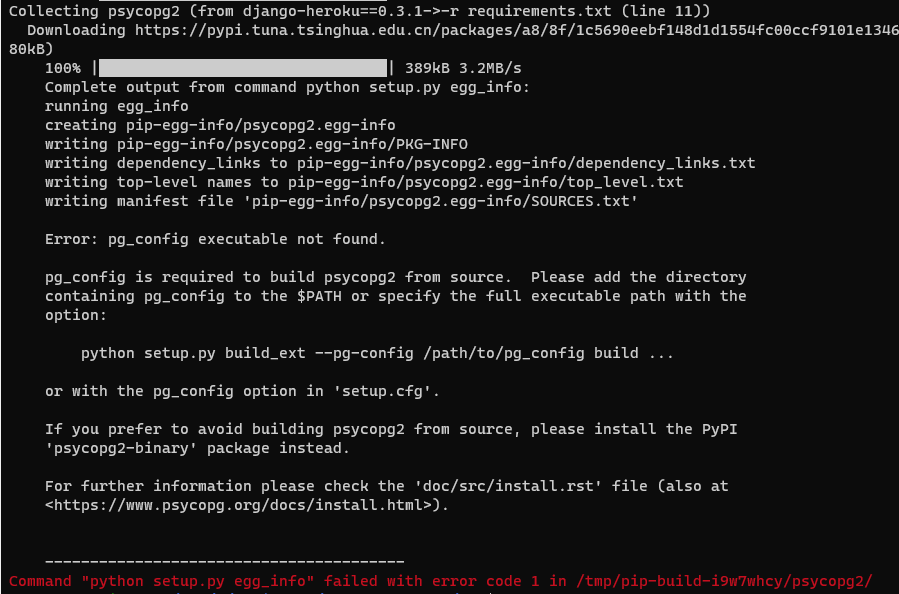 Collecting psycopg2 (from django-heroku==0.3.1->-r requirements.txt (line 11))
  Downloading https://pypi.tuna.tsinghua.edu.cn/packages/a8/8f/1c5690eebf148d1d1554fc00ccf9101e1346
80kB)
    100% |████████████████████████████████| 389kB 3.2MB/s
    Complete output from command python setup.py egg_info:
    running egg_info
    creating pip-egg-info/psycopg2.egg-info
    writing pip-egg-info/psycopg2.egg-info/PKG-INFO
    writing dependency_links to pip-egg-info/psycopg2.egg-info/dependency_links.txt
    writing top-level names to pip-egg-info/psycopg2.egg-info/top_level.txt
    writing manifest file 'pip-egg-info/psycopg2.egg-info/SOURCES.txt'

    Error: pg_config executable not found.

    pg_config is required to build psycopg2 from source.  Please add the directory
    containing pg_config to the $PATH or specify the full executable path with the
    option:

        python setup.py build_ext --pg-config /path/to/pg_config build ...

    or with the pg_config option in 'setup.cfg'.

    If you prefer to avoid building psycopg2 from source, please install the PyPI
    'psycopg2-binary' package instead.

    For further information please check the 'doc/src/install.rst' file (also at
    <https://www.psycopg.org/docs/install.html>).


    ----------------------------------------
Command "python setup.py egg_info" failed with error code 1 in /tmp/pip-build-i9w7whcy/psycopg2/